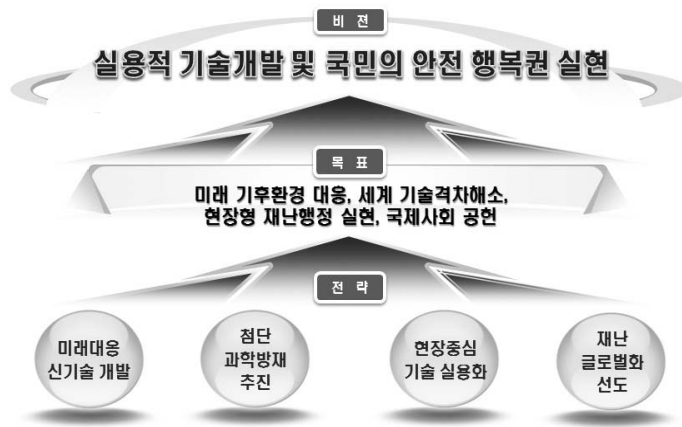 비 젼
실용적 기술개발 및 국민의 안전 행복권 실현
목 표
미래 기후환경 대응, 세계 기술격차해소,
현장형 재난행정 실현, 국제사회 공헌
전 략
미래대응
신기술 개발
첨단
과학방재
추진
현장중심
기술 실용화
재난
글로벌화
선도